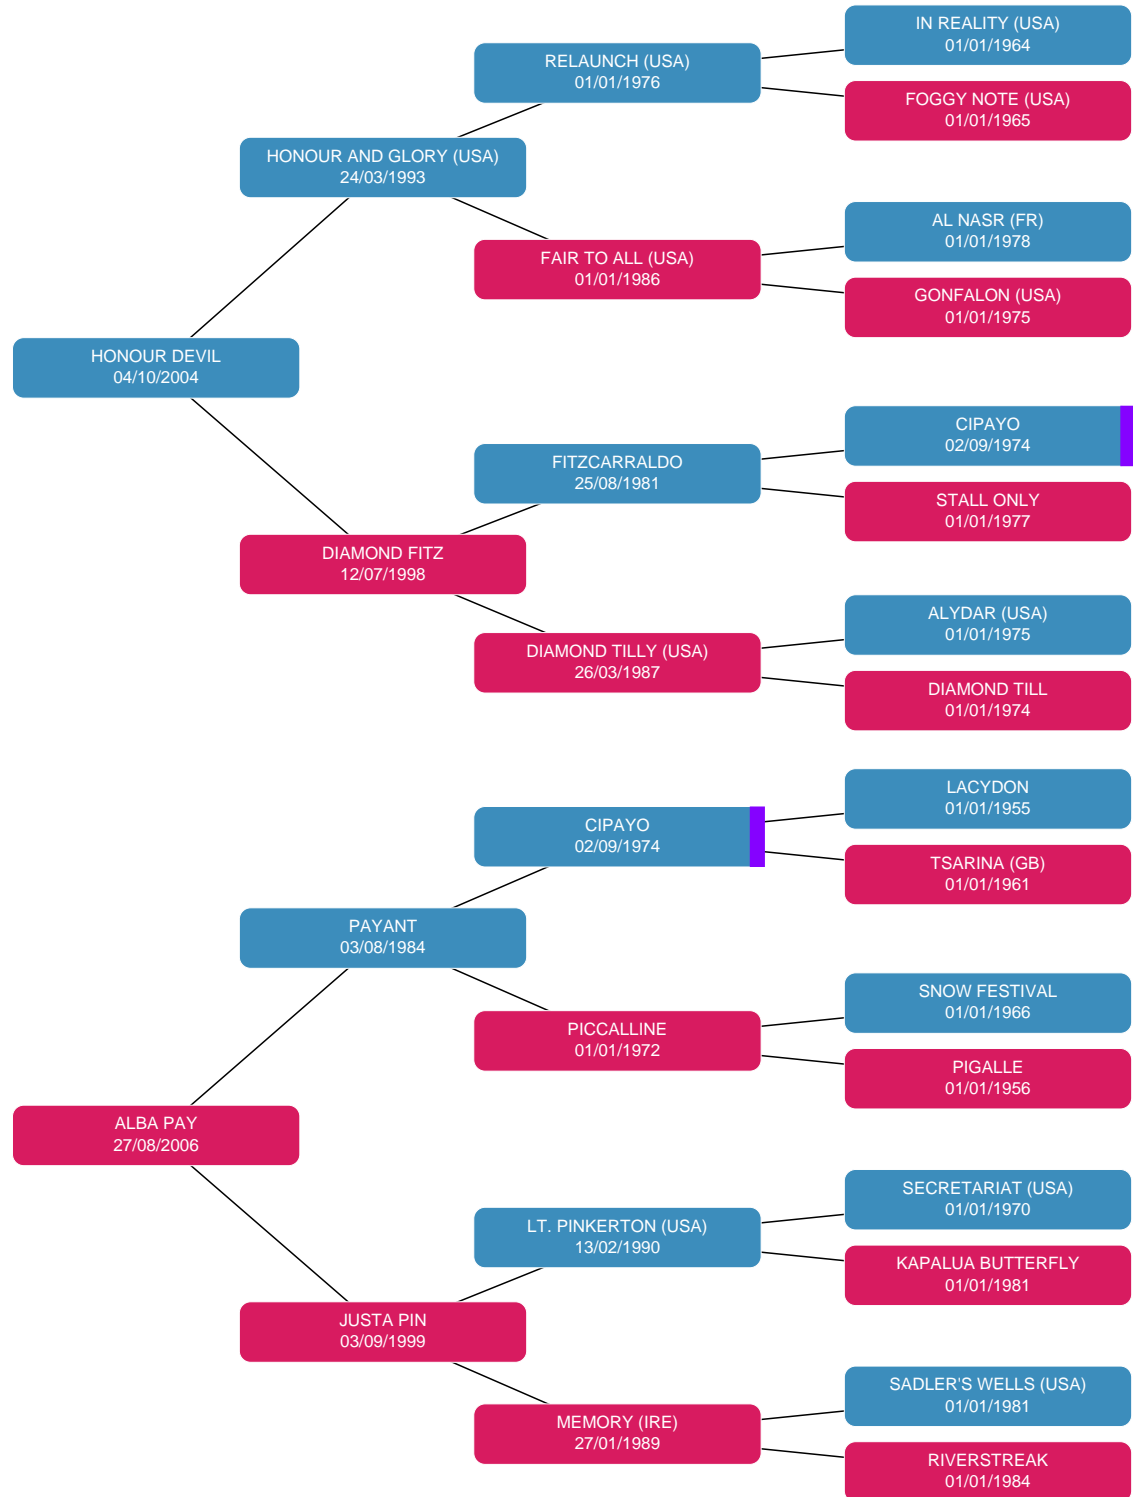 IN REALITY (USA)
01/01/1964
RELAUNCH (USA)
01/01/1976
FOGGY NOTE (USA)
01/01/1965
HONOUR AND GLORY (USA)
24/03/1993
AL NASR (FR)
01/01/1978
FAIR TO ALL (USA)
01/01/1986
GONFALON (USA)
01/01/1975
HONOUR DEVIL
04/10/2004
CIPAYO
02/09/1974
FITZCARRALDO
25/08/1981
STALL ONLY
01/01/1977
DIAMOND FITZ
12/07/1998
ALYDAR (USA)
01/01/1975
DIAMOND TILLY (USA)
26/03/1987
DIAMOND TILL
01/01/1974
LACYDON
01/01/1955
CIPAYO
02/09/1974
TSARINA (GB)
01/01/1961
PAYANT
03/08/1984
SNOW FESTIVAL
01/01/1966
PICCALLINE
01/01/1972
PIGALLE
01/01/1956
ALBA PAY
27/08/2006
SECRETARIAT (USA)
01/01/1970
LT. PINKERTON (USA)
13/02/1990
KAPALUA BUTTERFLY
01/01/1981
JUSTA PIN
03/09/1999
SADLER'S WELLS (USA)
01/01/1981
MEMORY (IRE)
27/01/1989
RIVERSTREAK
01/01/1984